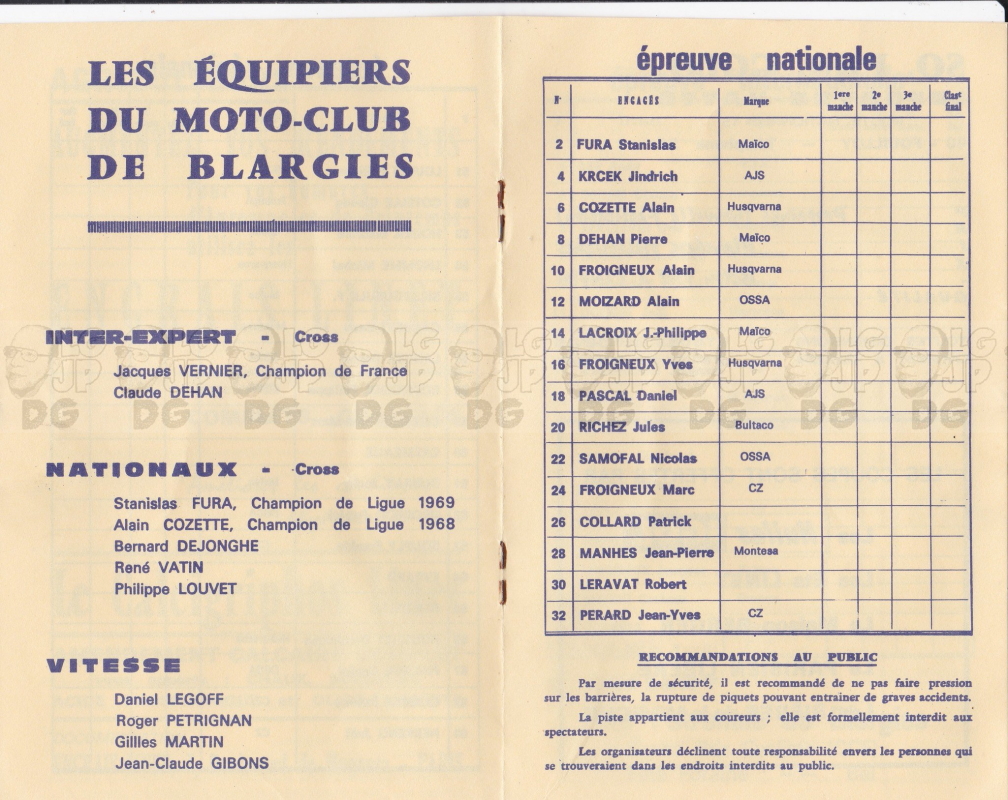 LES ÉQUIPIERS
DU MOTO-CLUB
DE BLARGIES
INTER-EXPERT - Cross
Jacques VERNIER, Champion de France
Claude DEHAN
NATIONAUX - Cross
Stanislas FURA, Champion de Ligue 1969
Alain COZETTE, Champion de Ligue 1968
Bernard DEJONGHE
René VATIN
Philippe LOUVET
VITESSE
Daniel LEGOFF
Roger PETRIGNAN
Gillles MARTIN
Jean-Claude GIBONS
épreuve nationale
N° ENGAGÉS Marque 1ere manche 2e manche 3e manche Clast final
2 FURA Stanislas Maïco
4 KRCEK Jindrich AJS
6 COZETTE Alain Husqvarna
8 DEHAN Pierre Maïco
10 FROIGNEUX Alain Husqvarna
12 MOIZARD Alain OSSA
14 LACROIX J.-Philippe Maïco
16 FROIGNEUX Yves Husqvarna
18 PASCAL Daniel AJS
20 RICHEZ Jules Bultaco
22 SAMOFAL Nicolas OSSA
24 FROIGNEUX Marc CZ
26 COLLARD Patrick
28 MANHES Jean-Pierre Montesa
30 LERAVAT Robert
32 PERARD Jean-Yves CZ
RECOMMANDATIONS AU PUBLIC
Par mesure de sécurité, il est recommandé de ne pas faire pression
sur les barrières, la rupture de piquets pouvant entrainer de graves accidents.
La piste appartient aux coureurs ; elle est formellement interdit aux
spectateurs.
Les organisateurs déclinent toute responsabilité envers les personnes qui
se trouveraient dans les endroits interdits au public.
LG JP DG